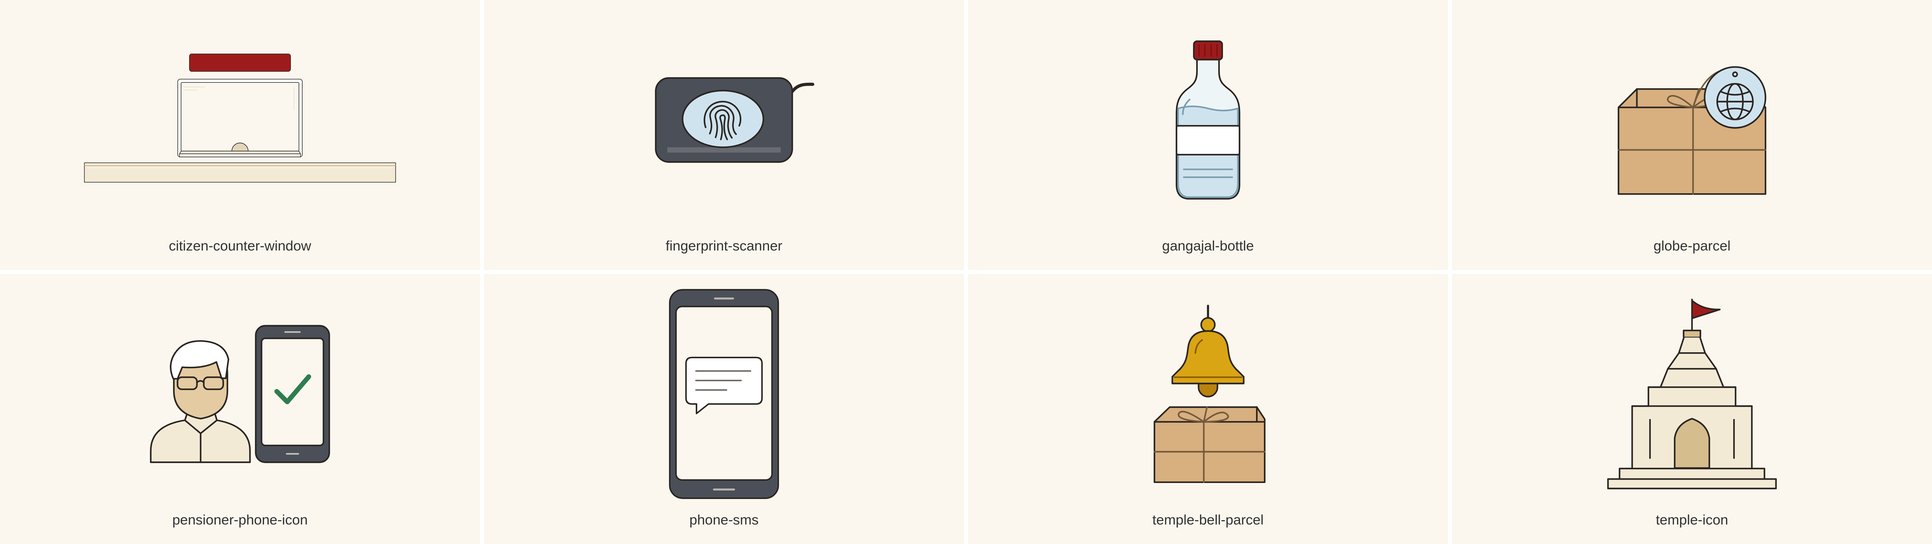 citizen-counter-window
fingerprint-scanner
gangajal-bottle
globe-parcel
pensioner-phone-icon
phone-sms
temple-bell-parcel
temple-icon